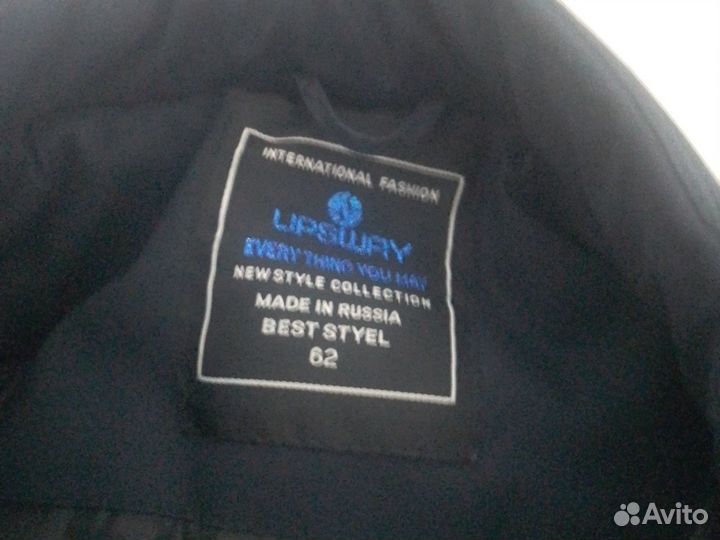 INTERNATIONAL FASHION
UPSWAY
EVERY THING YOU MAY
NEW STYLE COLLECTION
MADE IN RUSSIA
BEST STYEL
62
Avito